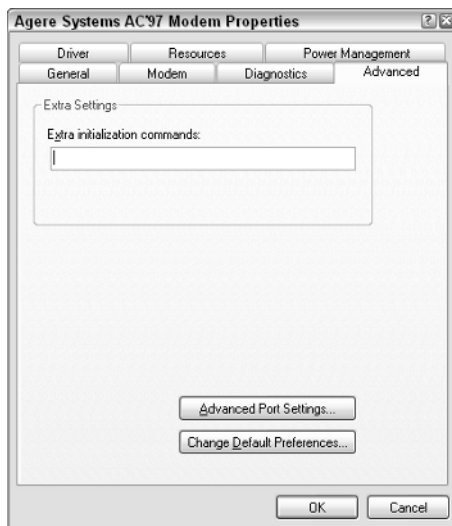 Agere Systems AC'97 Modem Properties
Driver Resources Power Management
General Modem Diagnostics Advanced
Extra Settings
Extra initialization commands:
Advanced Port Settings...
Change Default Preferences...
OK Cancel